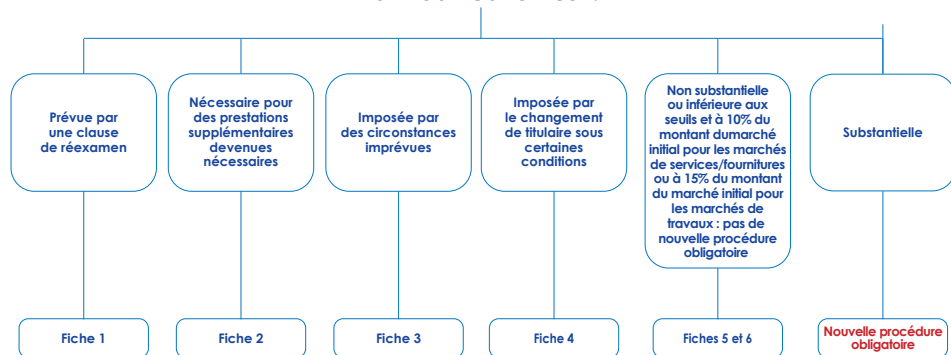 Prévue par
une clause
de réexamen
Nécessaire pour
des prestations
supplémentaires
devenues
nécessaires
Imposée par
des circonstances
imprévues
Imposée par
le changement
de titulaire sous
certaines
conditions
Non substantielle
ou inférieure aux
seuils et à 10% du
montant dumarché
initial pour les marchés
de services/fournitures
ou à 15% du montant
du marché initial pour
les marchés de
travaux : pas de
nouvelle procédure
obligatoire
Substantielle
Fiche 1
Fiche 2
Fiche 3
Fiche 4
Fiches 5 et 6
Nouvelle procédure
obligatoire